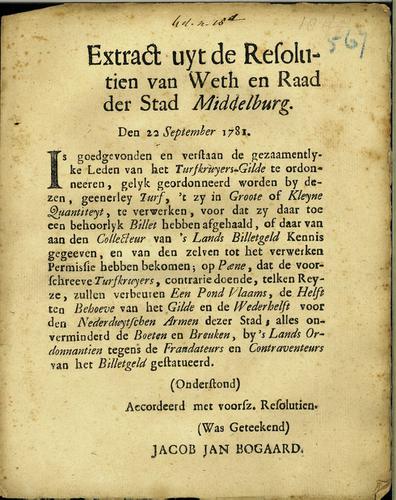 567
Extract uyt de Resolu-
tien van Weth en Raad
der Stad Middelburg.
Den 22 September 1781.
Is goedgevonden en verstaan de gezaamently-
ke Leden van het Turfkruyers-Gilde te ordon-
neeren, gelyk geordonneerd worden by de-
zen, geenerley Turf, 't zy in Groote of Kleyne
Quantiteyt, te verwerken, voor dat zy daar toe
een behoorlyk Billet hebben afgehaald, of daar van
aan den Collecteur van 's Lands Billetgeld Kennis
gegeeven, en van den zelven tot het verwerken
Permissie hebben bekomen; op Pœne, dat de voor-
schreeve Turfkruyers, contrarie doende, telken Rey-
ze, zullen verbeuren Een Pond Vlaams, de Helft
ten Behoeve van het Gilde en de Wederhelft voor
den Nederduytschen Armen dezer Stad; alles on-
verminderd de Boeten en Breuken, by 's Lands Or-
donnantien tegens de Fraudateurs en Contraventeurs
van het Billetgeld gestatueerd.
(Onderstond)
Accordeerd met voorsz. Resolutien.
(Was Geteekend)
JACOB JAN BOGAARD.